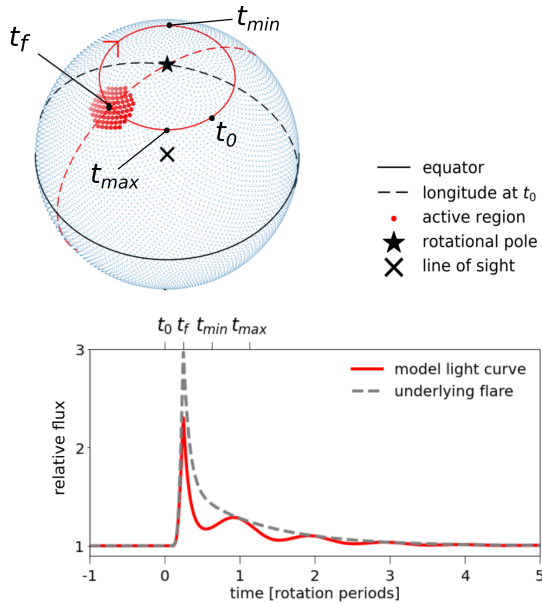 t_min
t_f
t_0
t_max
equator
longitude at t_0
active region
rotational pole
line of sight
t_0 t_f t_min t_max
3
2
1
relative flux
model light curve
underlying flare
-1 0 1 2 3 4 5
time [rotation periods]